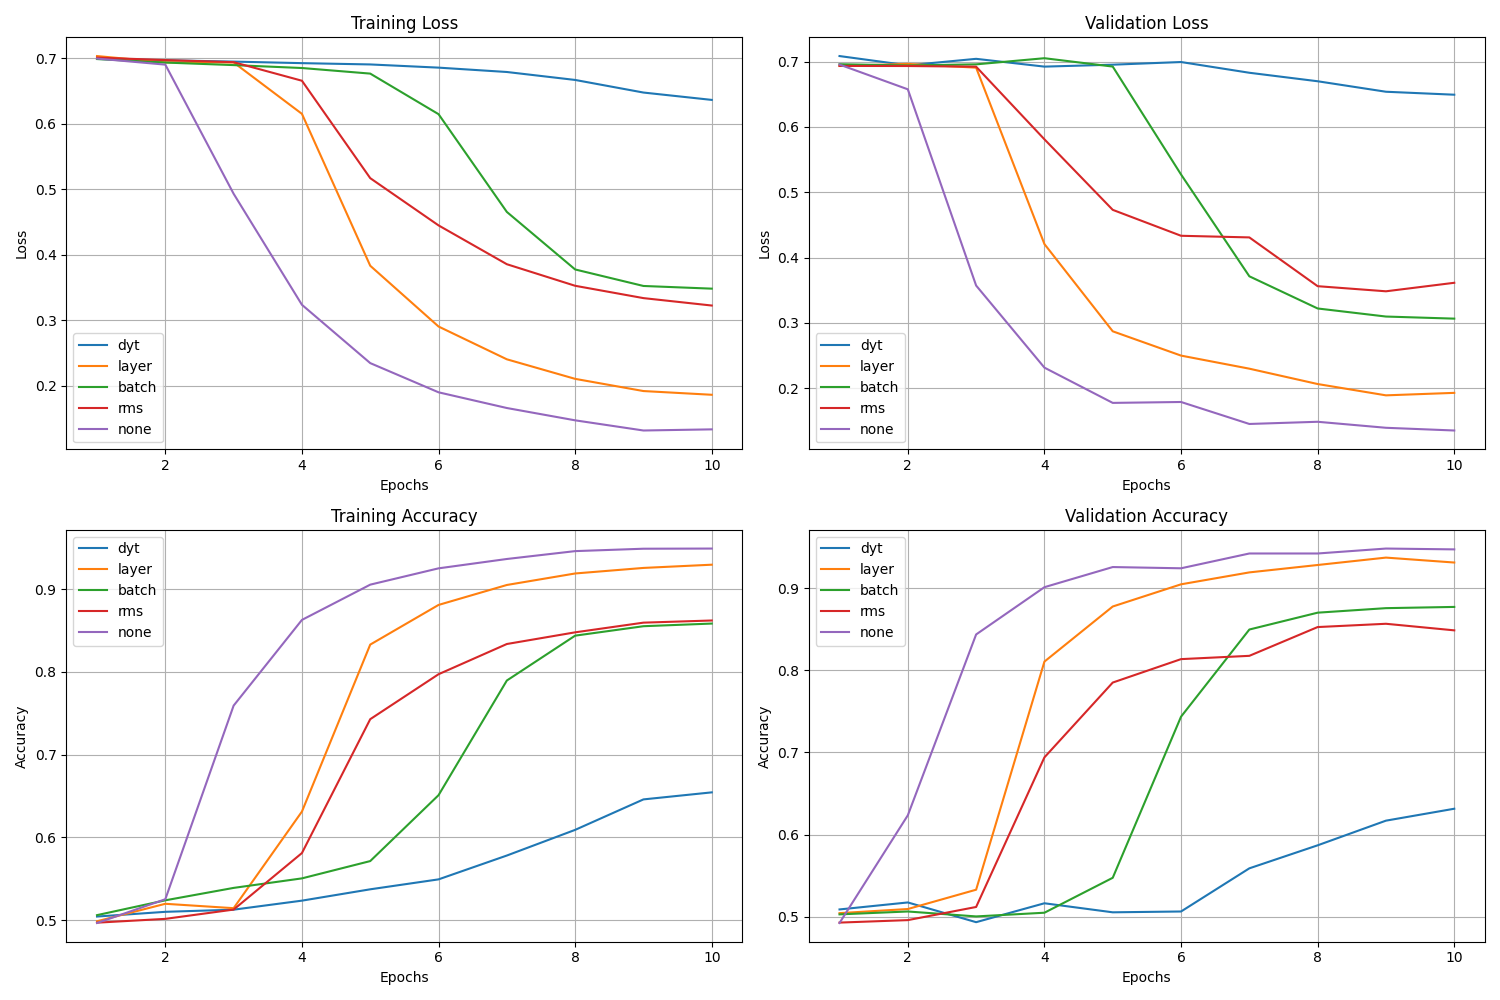 Training Loss
Loss
0.7
0.6
0.5
0.4
0.3
0.2
dyt
layer
batch
rms
none
2
4
6
8
10
Epochs
Validation Loss
Loss
0.7
0.6
0.5
0.4
0.3
0.2
dyt
layer
batch
rms
none
2
4
6
8
10
Epochs
Training Accuracy
Accuracy
dyt
layer
batch
rms
none
0.9
0.8
0.7
0.6
0.5
2
4
6
8
10
Epochs
Validation Accuracy
Accuracy
dyt
layer
batch
rms
none
0.9
0.8
0.7
0.6
0.5
2
4
6
8
10
Epochs